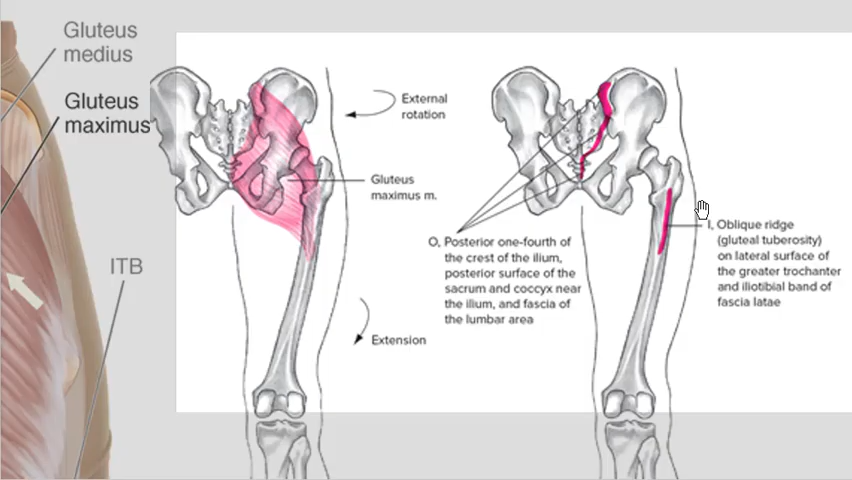 Gluteus
medius
Gluteus
maximus
ITB
External
rotation
Gluteus
maximus m.
Extension
O, Posterior one-fourth of
the crest of the ilium,
posterior surface of the
sacrum and coccyx near
the ilium, and fascia of
the lumbar area
I, Oblique ridge
(gluteal tuberosity)
on lateral surface of
the greater trochanter
and iliotibial band of
fascia latae